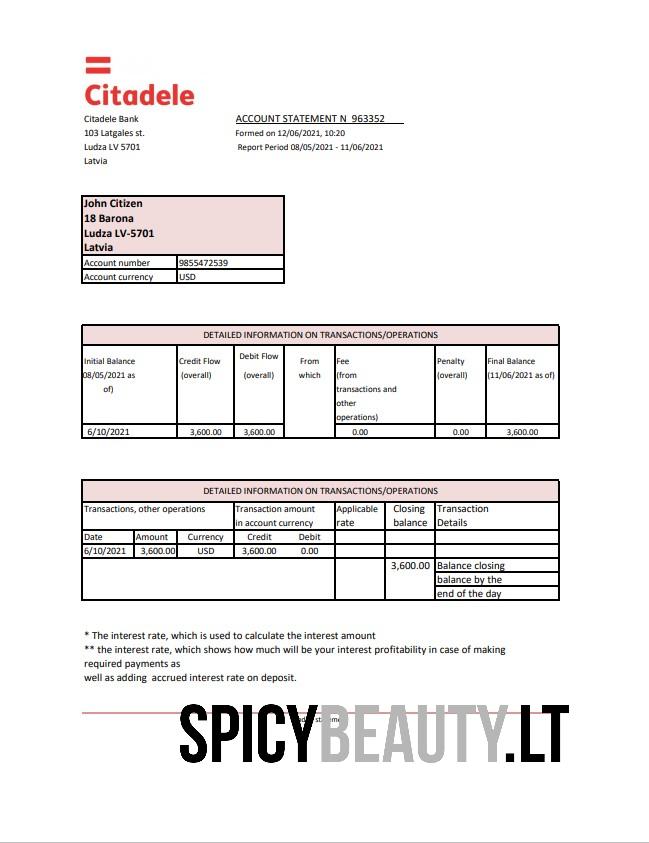 Citadele
Citadele Bank
103 Latgales st.
Ludza LV 5701
Latvia
ACCOUNT STATEMENT N  963352
Formed on 12/06/2021, 10:20
Report Period 08/05/2021 - 11/06/2021
John Citizen
18 Barona
Ludza LV-5701
Latvia
Account number 9855472539
Account currency USD
DETAILED INFORMATION ON TRANSACTIONS/OPERATIONS
Initial Balance
08/05/2021 as
of)
Credit Flow
(overall)
Debit Flow
(overall)
From
which
Fee
(from
transactions and
other
operations)
Penalty
(overall)
Final Balance
(11/06/2021 as of)
6/10/2021 3,600.00 3,600.00 0.00 0.00 3,600.00
DETAILED INFORMATION ON TRANSACTIONS/OPERATIONS
Transactions, other operations
Transaction amount
in account currency
Applicable
rate
Closing
balance
Transaction
Details
Date Amount Currency Credit Debit
6/10/2021 3,600.00 USD 3,600.00 0.00
3,600.00 Balance closing
balance by the
end of the day
* The interest rate, which is used to calculate the interest amount
** the interest rate, which shows how much will be your interest profitability in case of making
required payments as
well as adding  accrued interest rate on deposit.
SPICYBEAUTY.LT